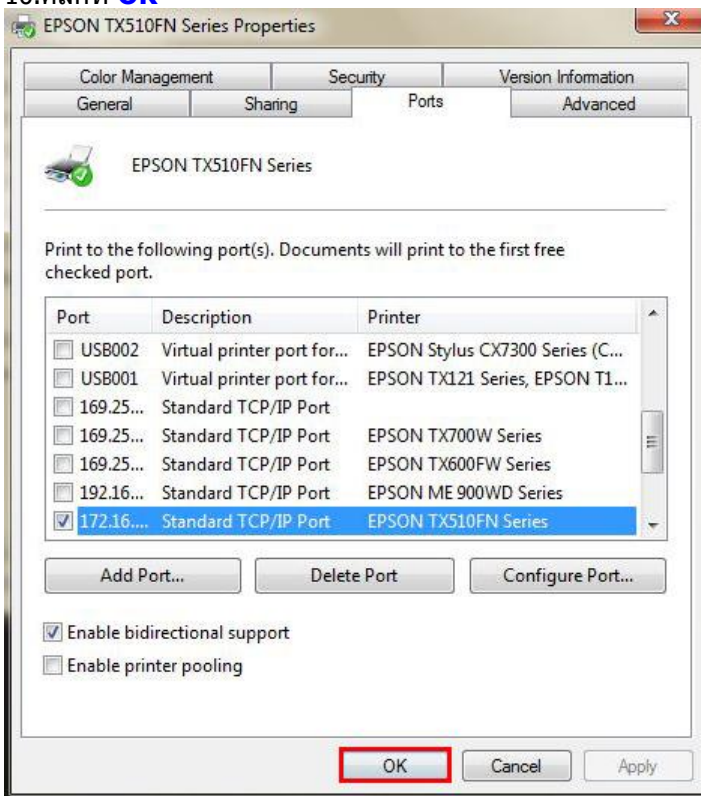 OK
EPSON TX510FN Series Properties
Color Management Security Version Information
General Sharing Ports Advanced
EPSON TX510FN Series
Print to the following port(s). Documents will print to the first free
checked port.
Port Description Printer
USB002 Virtual printer port for... EPSON Stylus CX7300 Series (C...
USB001 Virtual printer port for... EPSON TX121 Series, EPSON T1...
169.25... Standard TCP/IP Port
169.25... Standard TCP/IP Port EPSON TX700W Series
169.25... Standard TCP/IP Port EPSON TX600FW Series
192.16... Standard TCP/IP Port EPSON ME 900WD Series
172.16.... Standard TCP/IP Port EPSON TX510FN Series
Add Port... Delete Port Configure Port...
Enable bidirectional support
Enable printer pooling
OK Cancel Apply